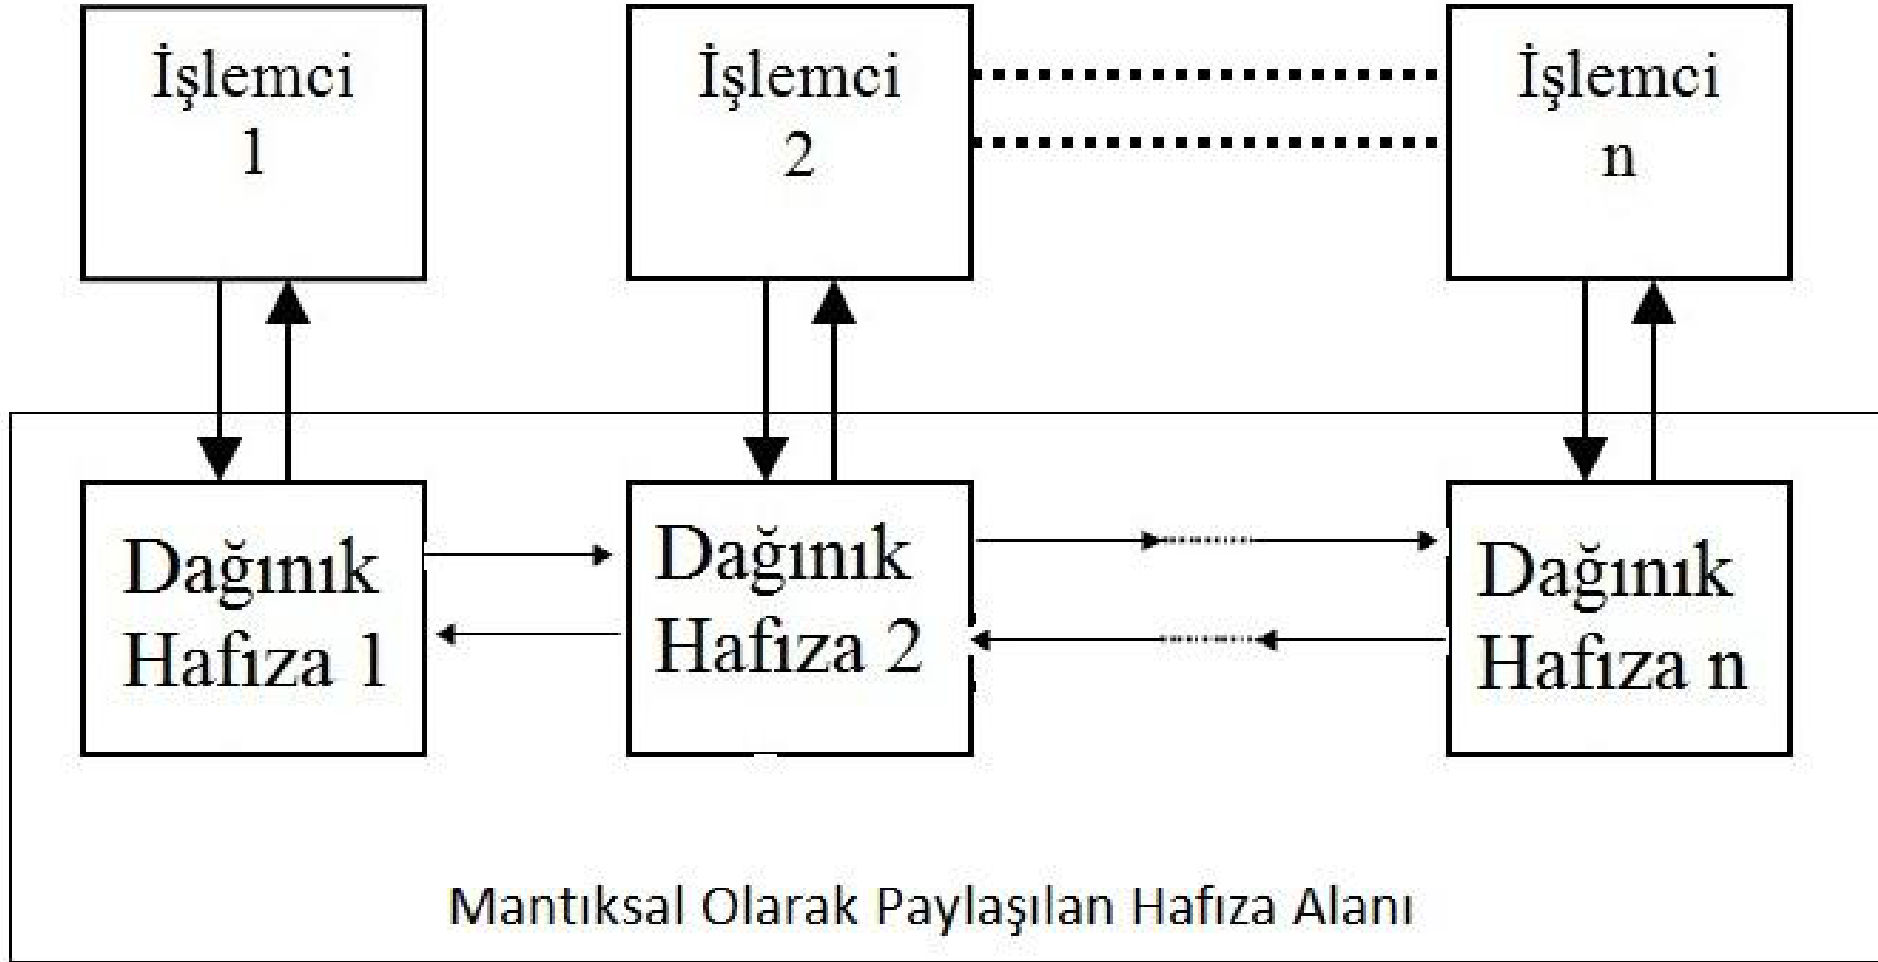 İşlemci
1
İşlemci
2
İşlemci
n
Dağınık
Hafıza 1
Dağınık
Hafıza 2
Dağınık
Hafıza n
Mantıksal Olarak Paylaşılan Hafıza Alanı